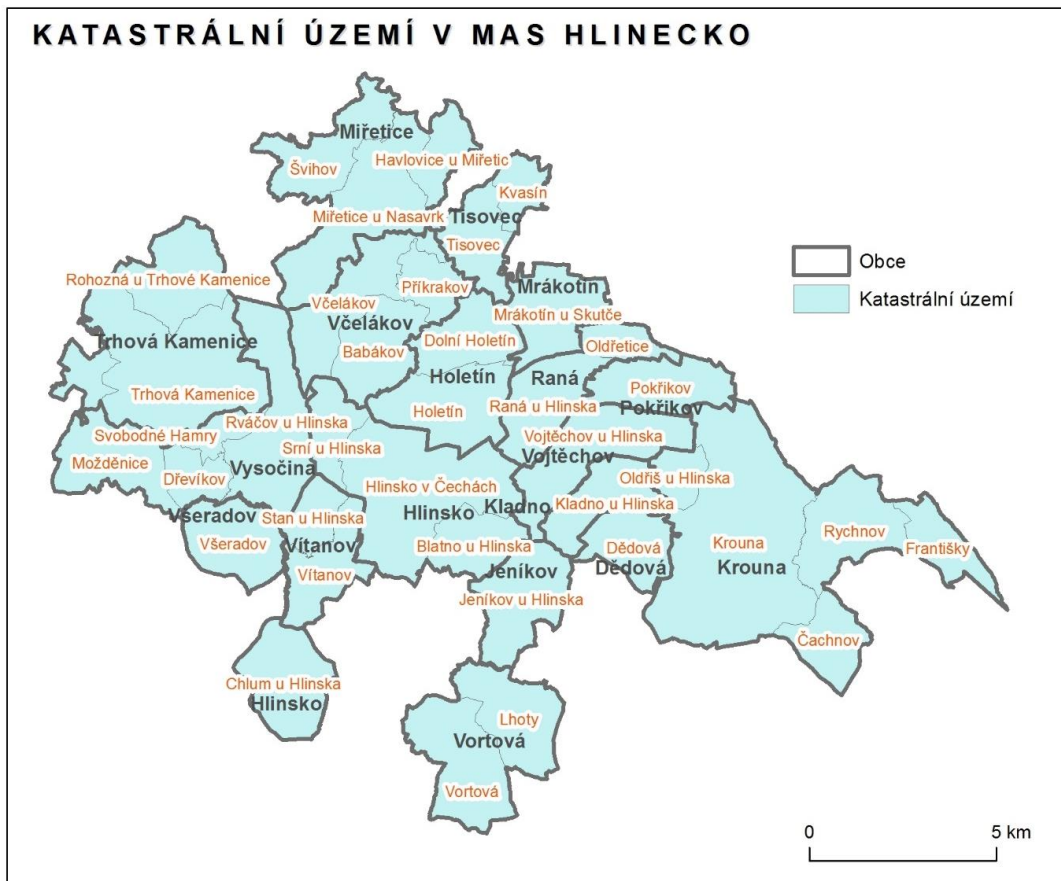 KATASTRÁLNÍ ÚZEMÍ V MAS HLINECKO
Miřetice
Švihov
Havlovice u Miřetic
Kvasín
Miřetice u Nasavrk
Tisovec
Tisovec
Obce
Katastrální území
Rohozná u Trhové Kamenice
Příkrakov
Mrákotín
Včelákov
Mrákotín u Skutče
Včelákov
Trhová Kamenice
Babákov
Dolní Holetín
Oldřetice
Holetín
Raná
Pokřikov
Trhová Kamenice
Holetín
Raná u Hlinska
Pokřikov
Rváčov u Hlinska
Svobodné Hamry
Srní u Hlinska
Vojtěchov u Hlinska
Vojtěchov
Možděnice
Dřevíkov
Vysočina
Oldřiš u Hlinska
Hlinsko v Čechách
Kladno
Kladno u Hlinska
Všeradov
Stan u Hlinska
Hlinsko
Rychnov
Všeradov
Vítanov
Blatno u Hlinska
Dědová
Krouna
Františky
Vítanov
Jeníkov
Dědová
Krouna
Jeníkov u Hlinska
Čachnov
Chlum u Hlinska
Hlinsko
Lhoty
Vortová
Vortová
0 5 km